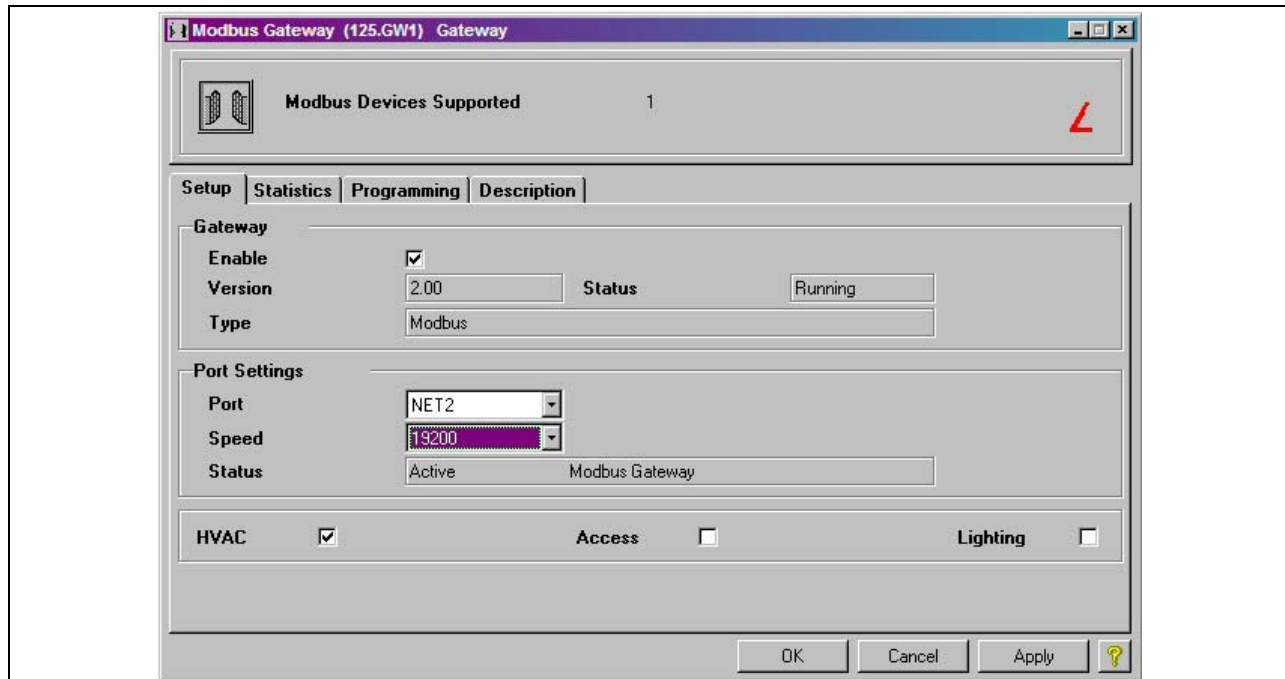 Modbus Gateway (125.GW1) Gateway
Modbus Devices Supported 1
Setup Statistics Programming Description
Gateway
Enable
Version 2.00 Status Running
Type Modbus
Port Settings
Port NET2
Speed 19200
Status Active Modbus Gateway
HVAC Access Lighting
OK Cancel Apply ?